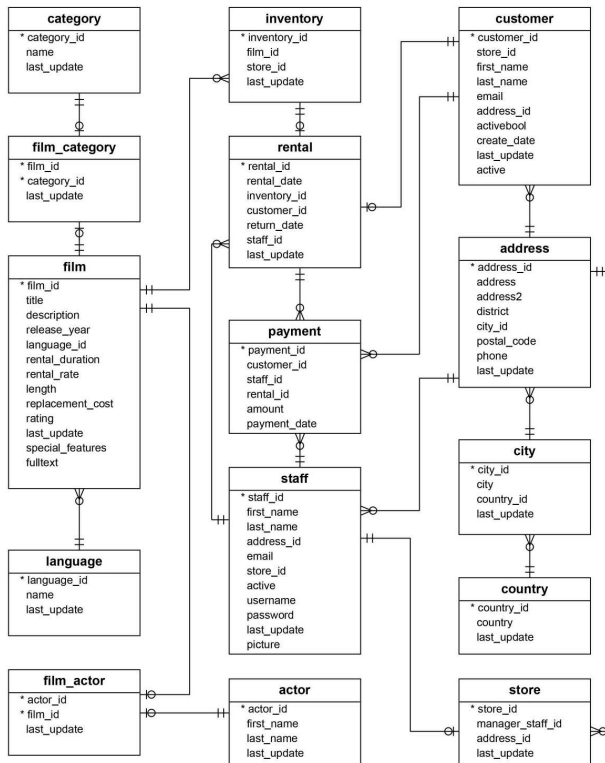 category
* category_id
name
last_update
film_category
* film_id
* category_id
last_update
film
* film_id
title
description
release_year
language_id
rental_duration
rental_rate
length
replacement_cost
rating
last_update
special_features
fulltext
language
* language_id
name
last_update
film_actor
* actor_id
* film_id
last_update
inventory
* inventory_id
film_id
store_id
last_update
rental
* rental_id
rental_date
inventory_id
customer_id
return_date
staff_id
last_update
payment
* payment_id
customer_id
staff_id
rental_id
amount
payment_date
staff
* staff_id
first_name
last_name
address_id
email
store_id
active
username
password
last_update
picture
actor
* actor_id
first_name
last_name
last_update
customer
* customer_id
store_id
first_name
last_name
email
address_id
activebool
create_date
last_update
active
address
* address_id
address
address2
district
city_id
postal_code
phone
last_update
city
* city_id
city
country_id
last_update
country
* country_id
country
last_update
store
* store_id
manager_staff_id
address_id
last_update